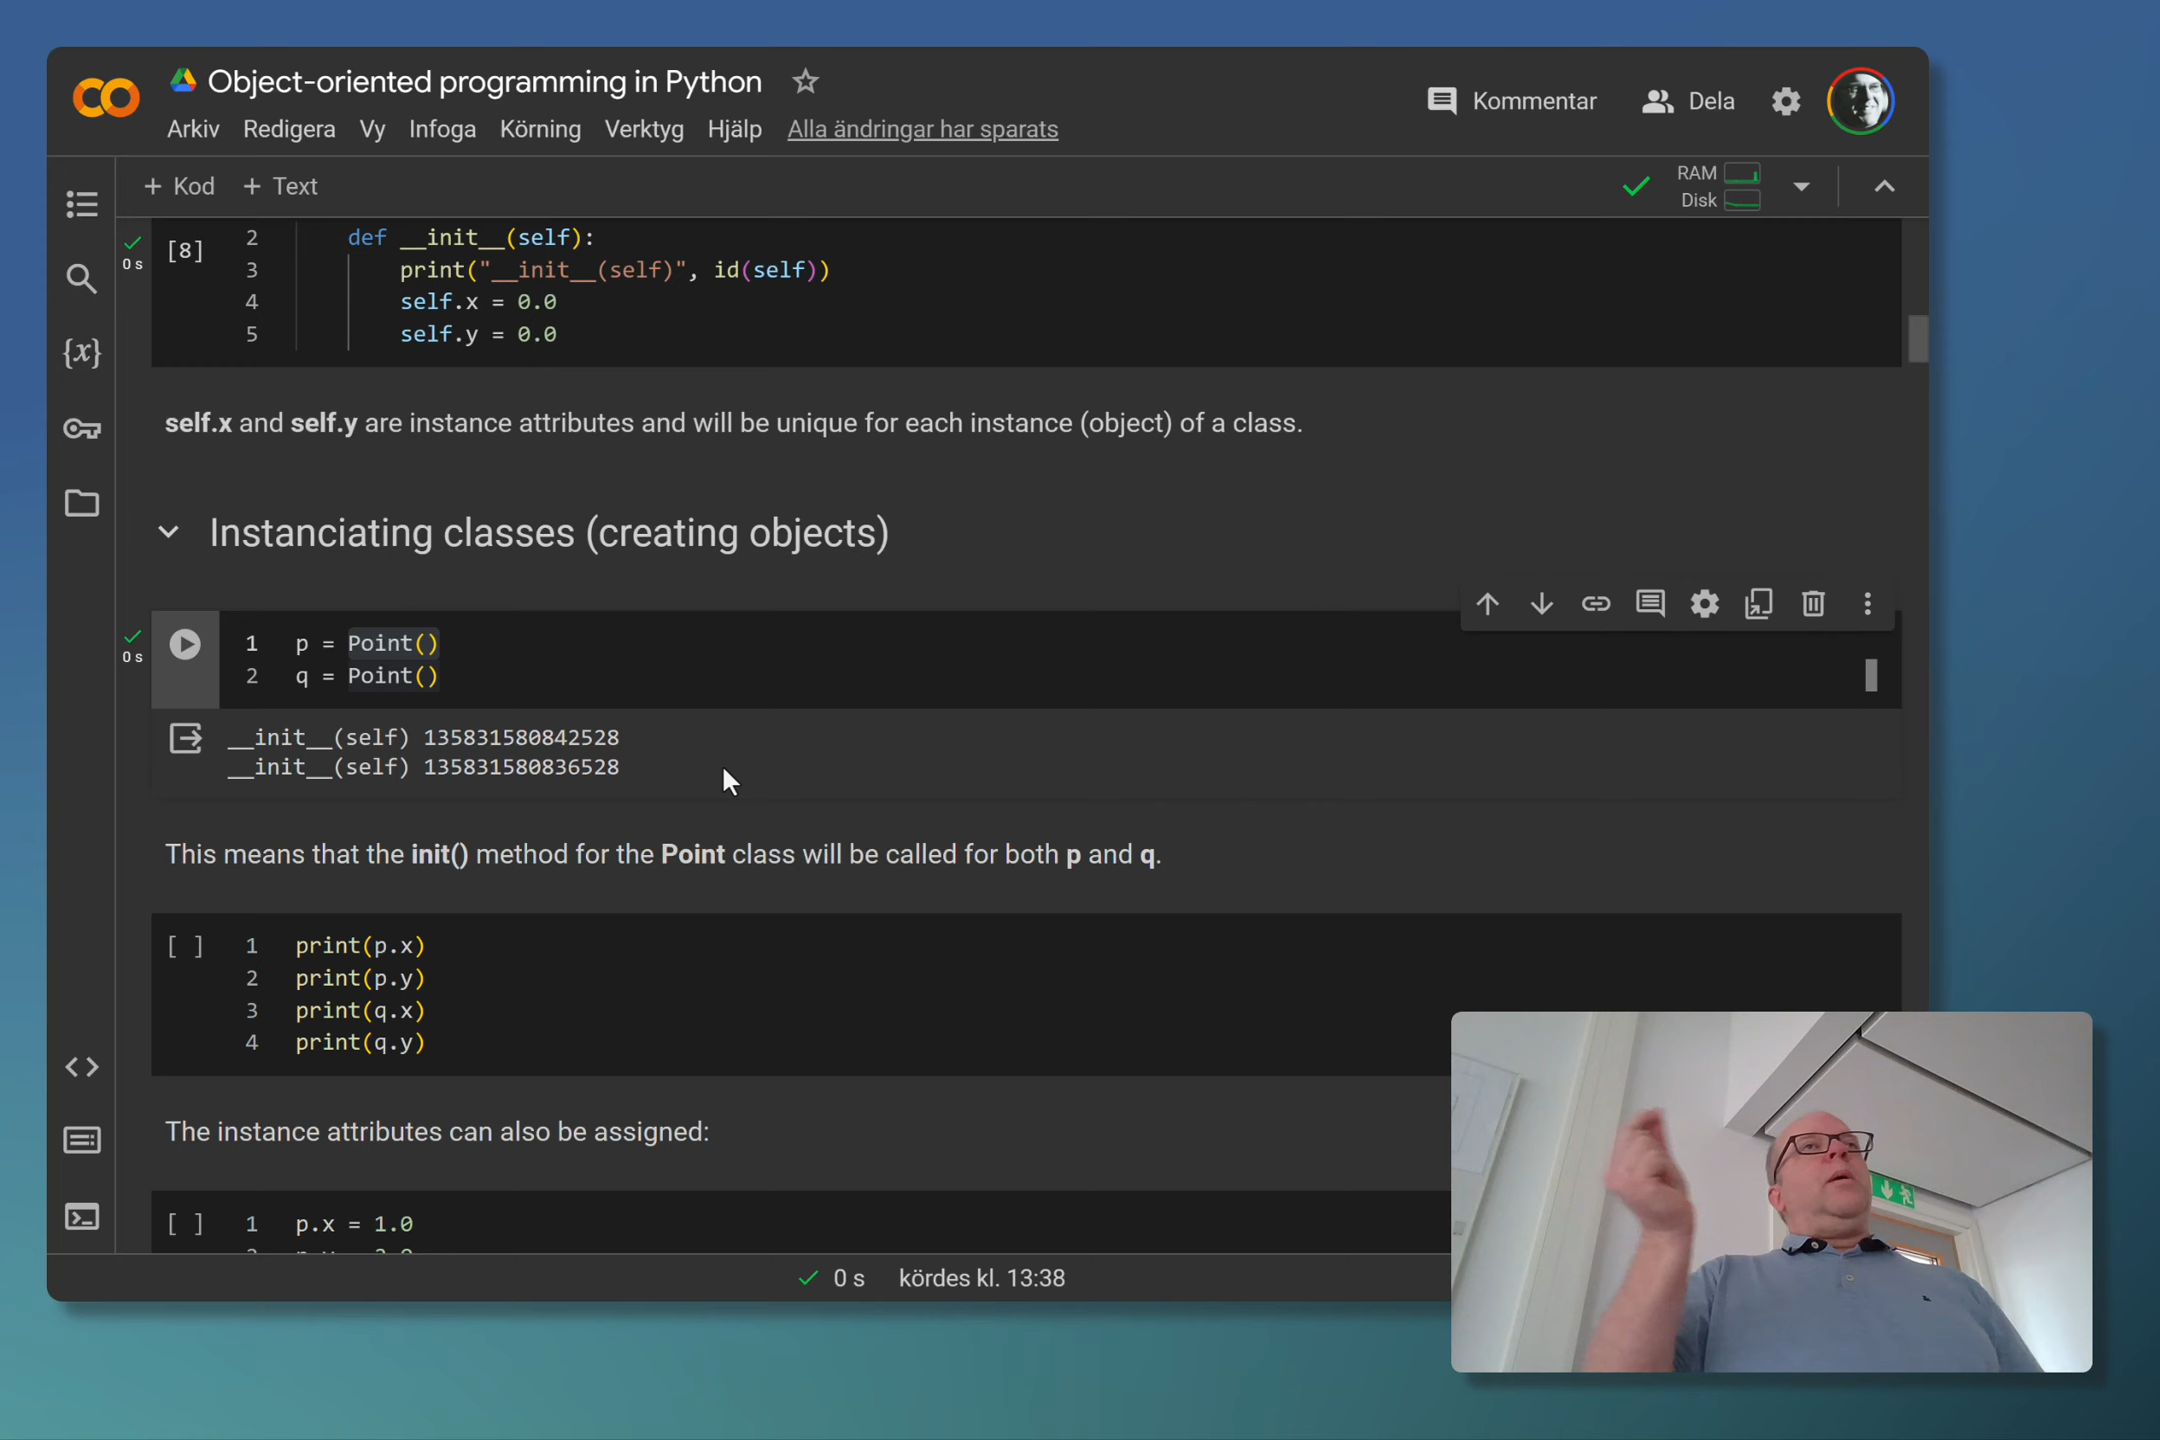 Object-oriented programming in Python
Kommentar
Dela
Arkiv Redigera Vy Infoga Körning Verktyg Hjälp Alla ändringar har sparats
+ Kod + Text
RAM
Disk
0 s
[8]
2 def __init__(self):
3 print("__init__(self)", id(self))
4 self.x = 0.0
5 self.y = 0.0
self.x and self.y are instance attributes and will be unique for each instance (object) of a class.
Instanciating classes (creating objects)
0 s
1 p = Point()
2 q = Point()
__init__(self) 135831580842528
__init__(self) 135831580836528
This means that the init() method for the Point class will be called for both p and q.
[ ] 1 print(p.x)
2 print(p.y)
3 print(q.x)
4 print(q.y)
The instance attributes can also be assigned:
[ ] 1 p.x = 1.0
0 s kördes kl. 13:38